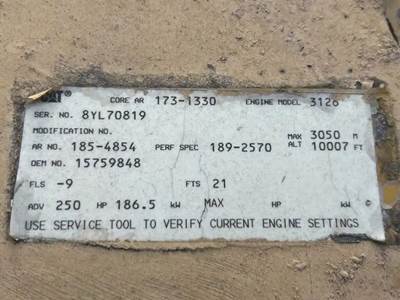 CAT® CORE AR 173-1330 ENGINE MODEL 3126
SER. NO. 8YL70819
MODIFICATION NO.
AR NO. 185-4854 PERF SPEC 189-2570 MAX ALT 3050 M 10007 FT
OEM NO. 15759848
FLS -9 FTS 21
ADV 250 HP 186.5 kW MAX HP kW ©
USE SERVICE TOOL TO VERIFY CURRENT ENGINE SETTINGS